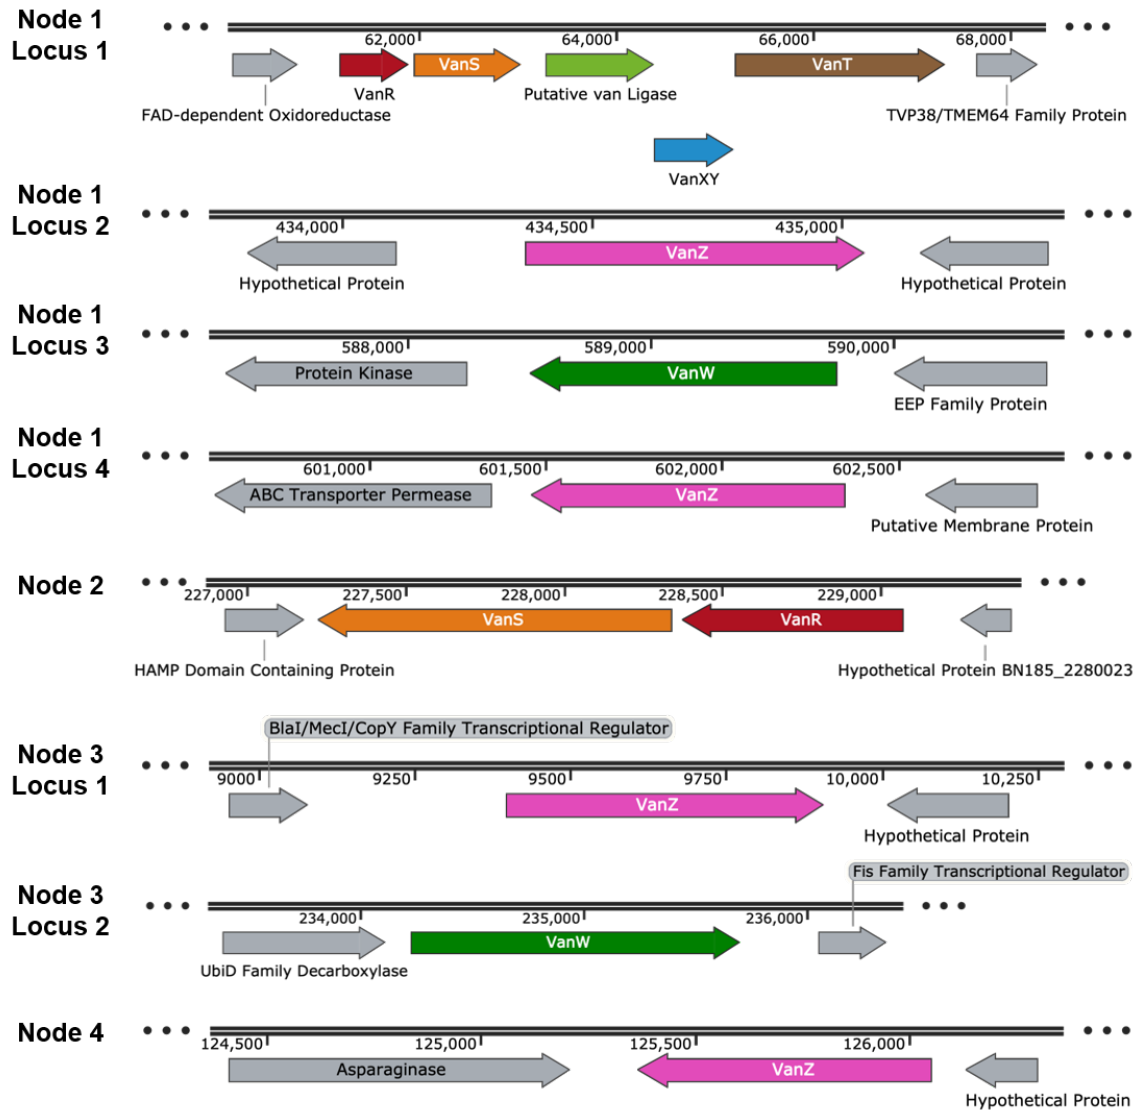 Node 1
Locus 1
62,000 64,000 66,000 68,000
VanS VanT
VanR Putative van Ligase
FAD-dependent Oxidoreductase TVP38/TMEM64 Family Protein
VanXY
Node 1
Locus 2
434,000 434,500 435,000
VanZ
Hypothetical Protein Hypothetical Protein
Node 1
Locus 3
588,000 589,000 590,000
Protein Kinase VanW
EEP Family Protein
Node 1
Locus 4
601,000 601,500 602,000 602,500
ABC Transporter Permease VanZ
Putative Membrane Protein
Node 2
227,000 227,500 228,000 228,500 229,000
VanS VanR
HAMP Domain Containing Protein Hypothetical Protein BN185_2280023
BlaI/MecI/CopY Family Transcriptional Regulator
Node 3
Locus 1
9000 9250 9500 9750 10,000 10,250
VanZ
Hypothetical Protein
Fis Family Transcriptional Regulator
Node 3
Locus 2
234,000 235,000 236,000
VanW
UbiD Family Decarboxylase
Node 4
124,500 125,000 125,500 126,000
Asparaginase VanZ
Hypothetical Protein